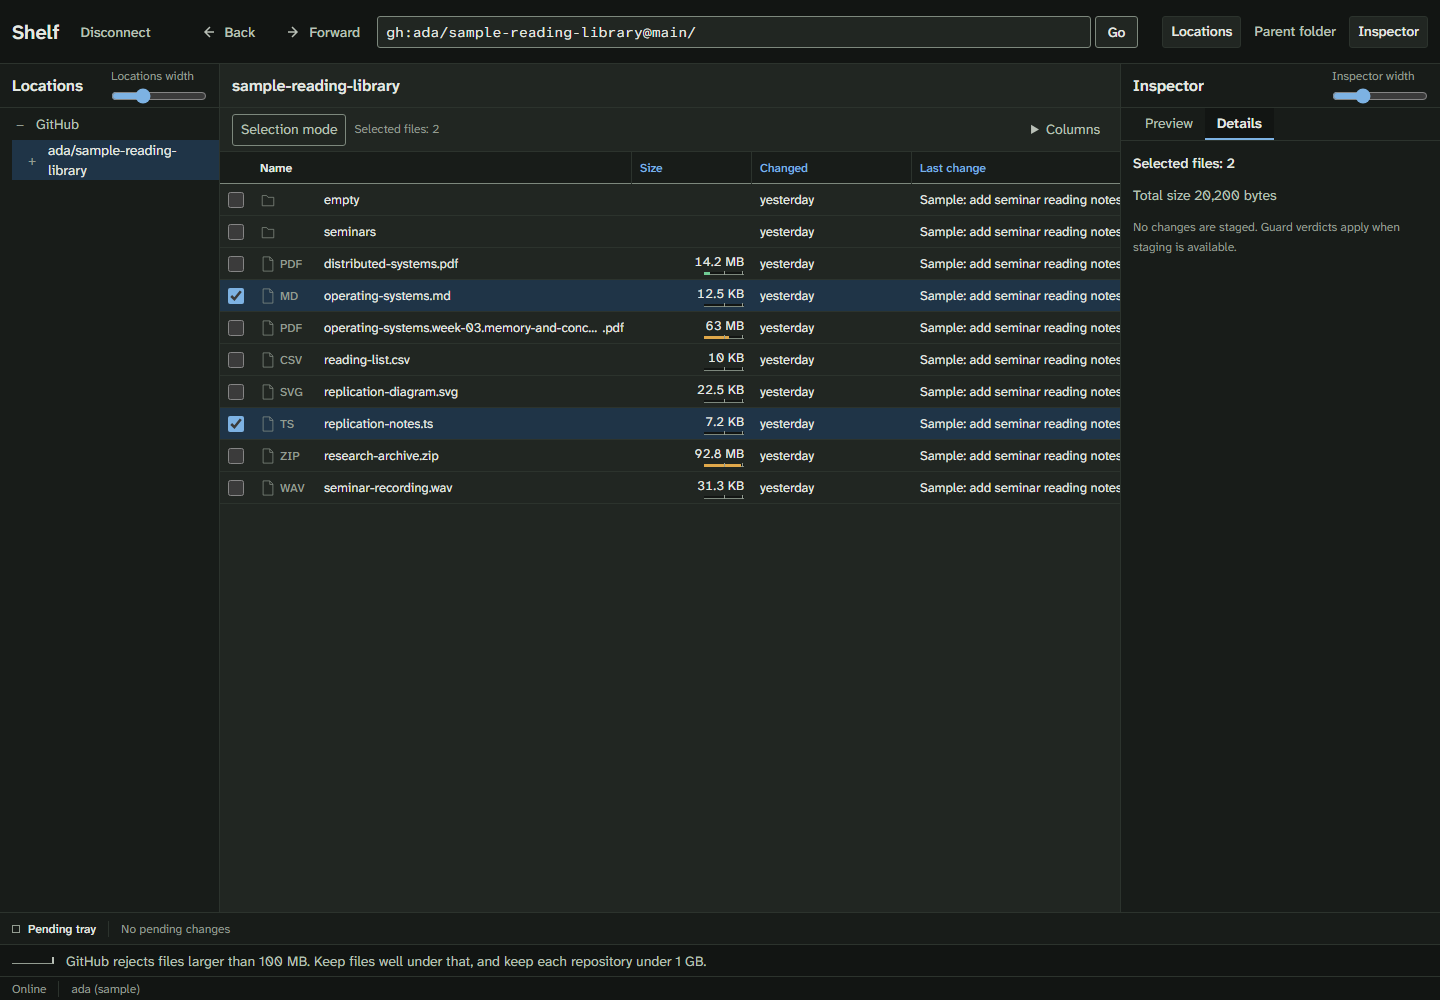 Shelf Disconnect Back Forward gh:ada/sample-reading-library@main/ Go Locations Parent folder Inspector
Locations Locations width
GitHub
ada/sample-reading-
library
sample-reading-library
Selection mode Selected files: 2 Columns
Name Size Changed Last change
empty yesterday Sample: add seminar reading notes
seminars yesterday Sample: add seminar reading notes
PDF distributed-systems.pdf 14.2 MB yesterday Sample: add seminar reading notes
MD operating-systems.md 12.5 KB yesterday Sample: add seminar reading notes
PDF operating-systems.week-03.memory-and-conc... .pdf 63 MB yesterday Sample: add seminar reading notes
CSV reading-list.csv 10 KB yesterday Sample: add seminar reading notes
SVG replication-diagram.svg 22.5 KB yesterday Sample: add seminar reading notes
TS replication-notes.ts 7.2 KB yesterday Sample: add seminar reading notes
ZIP research-archive.zip 92.8 MB yesterday Sample: add seminar reading notes
WAV seminar-recording.wav 31.3 KB yesterday Sample: add seminar reading notes
Inspector Inspector width
Preview Details
Selected files: 2
Total size 20,200 bytes
No changes are staged. Guard verdicts apply when
staging is available.
Pending tray No pending changes
GitHub rejects files larger than 100 MB. Keep files well under that, and keep each repository under 1 GB.
Online ada (sample)